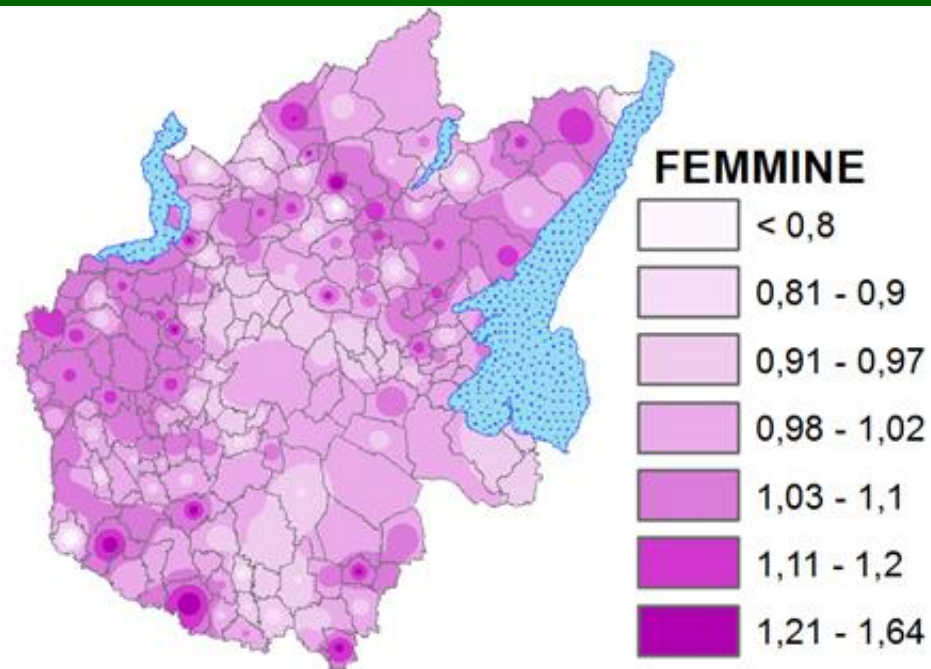 FEMMINE
< 0,8
0,81 - 0,9
0,91 - 0,97
0,98 - 1,02
1,03 - 1,1
1,11 - 1,2
1,21 - 1,64